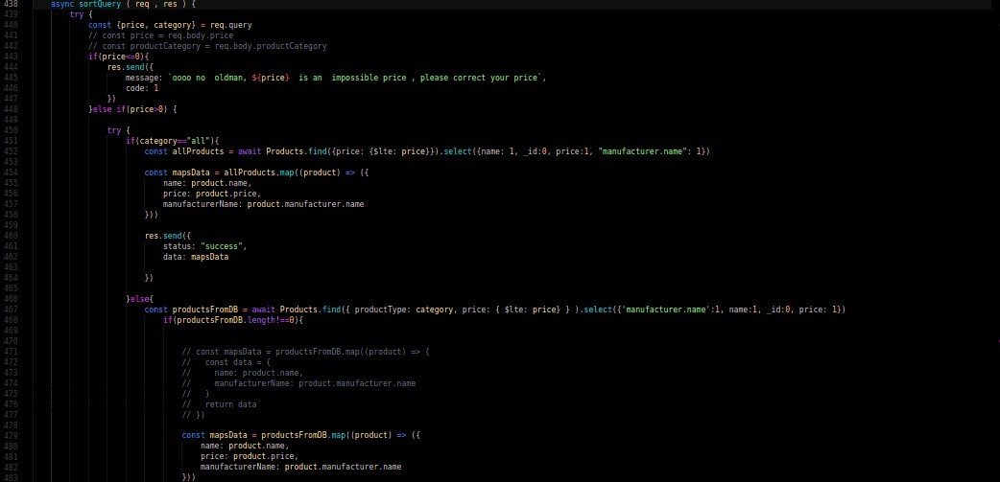 438 async sortQuery ( req , res ) {
439 try {
440 const {price, category} = req.query
441 // const price = req.body.price
442 // const productCategory = req.body.productCategory
443 if(price<=0){
444 res.send({
445 message: `oooo no  oldman, ${price}  is an  impossible price , please correct your price`,
446 code: 1
447 })
448 }else if(price>0) {
449
450 try {
451 if(category=="all"){
452 const allProducts = await Products.find({price: {$lte: price}}).select({name: 1, _id:0, price:1, "manufacturer.name": 1})
453
454 const mapsData = allProducts.map((product) => ({
455 name: product.name,
456 price: product.price,
457 manufacturerName: product.manufacturer.name
458 }))
459
460 res.send({
461 status: "success",
462 data: mapsData
463
464 })
465
466 }else{
467 const productsFromDB = await Products.find({ productType: category, price: { $lte: price} } ).select({'manufacturer.name':1, name:1, _id:0, price: 1})
468 if(productsFromDB.length!==0){
469
470
471 // const mapsData = productsFromDB.map((product) => {
472 //   const data = {
473 //     name: product.name,
474 //     manufacturerName: product.manufacturer.name
475 //   }
476 //   return data
477 // })
478
479 const mapsData = productsFromDB.map((product) => ({
480 name: product.name,
481 price: product.price,
482 manufacturerName: product.manufacturer.name
483 }))